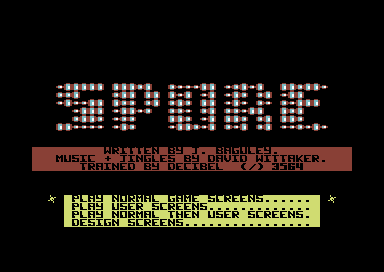 SPORE
WRITTEN BY J. BAGULEY.
MUSIC + JINGLES BY DAVID WITTAKER.
TRAINED BY DECIBEL (/) 3564
PLAY NORMAL GAME SCREENS......
PLAY USER SCREENS.............
PLAY NORMAL THEN USER SCREENS.
DESIGN SCREENS................